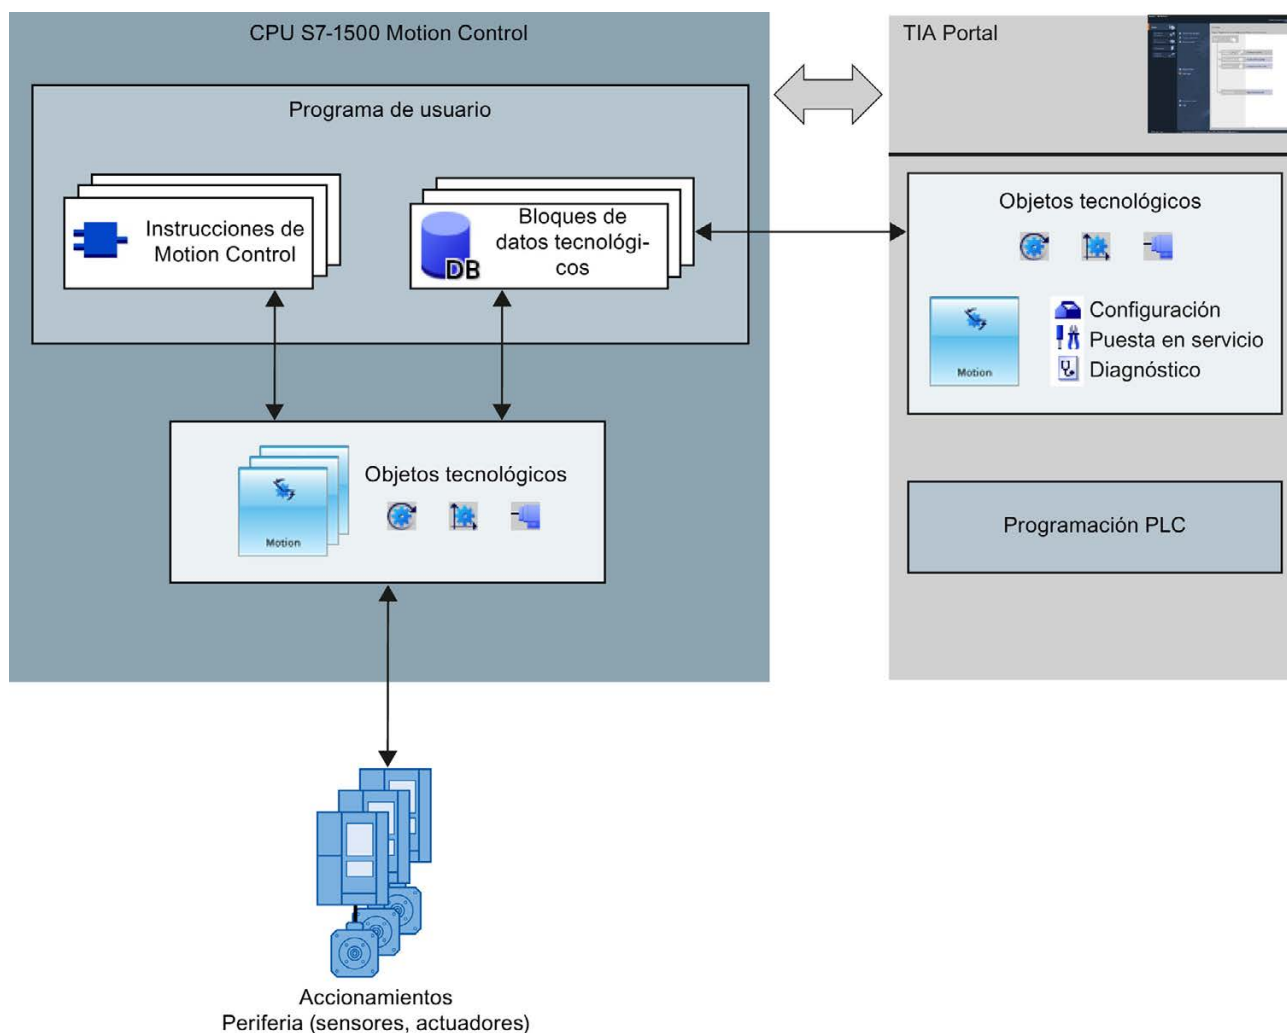 CPU S7-1500 Motion Control
Programa de usuario
Instrucciones de
Motion Control
DB
Bloques de
datos tecnológi-
cos
Motion
Objetos tecnológicos
Accionamientos
Periferia (sensores, actuadores)
TIA Portal
Objetos tecnológicos
Motion
Configuración
Puesta en servicio
Diagnóstico
Programación PLC